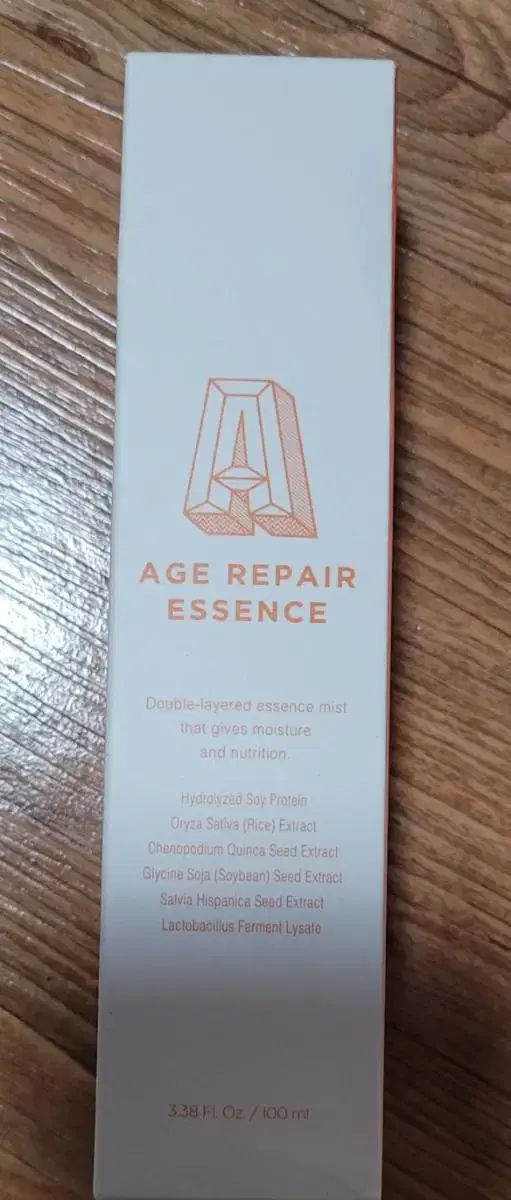 A
AGE REPAIR
ESSENCE
Double-layered essence mist
that gives moisture
and nutrition.
Hydrolyzed Soy Protein
Oryza Sativa (Rice) Extract
Chenopodium Quinoa Seed Extract
Glycine Soja (Soybean) Seed Extract
Salvia Hispanica Seed Extract
Lactobacillus Ferment Lysate
3.38 Fl. Oz. / 100 ml